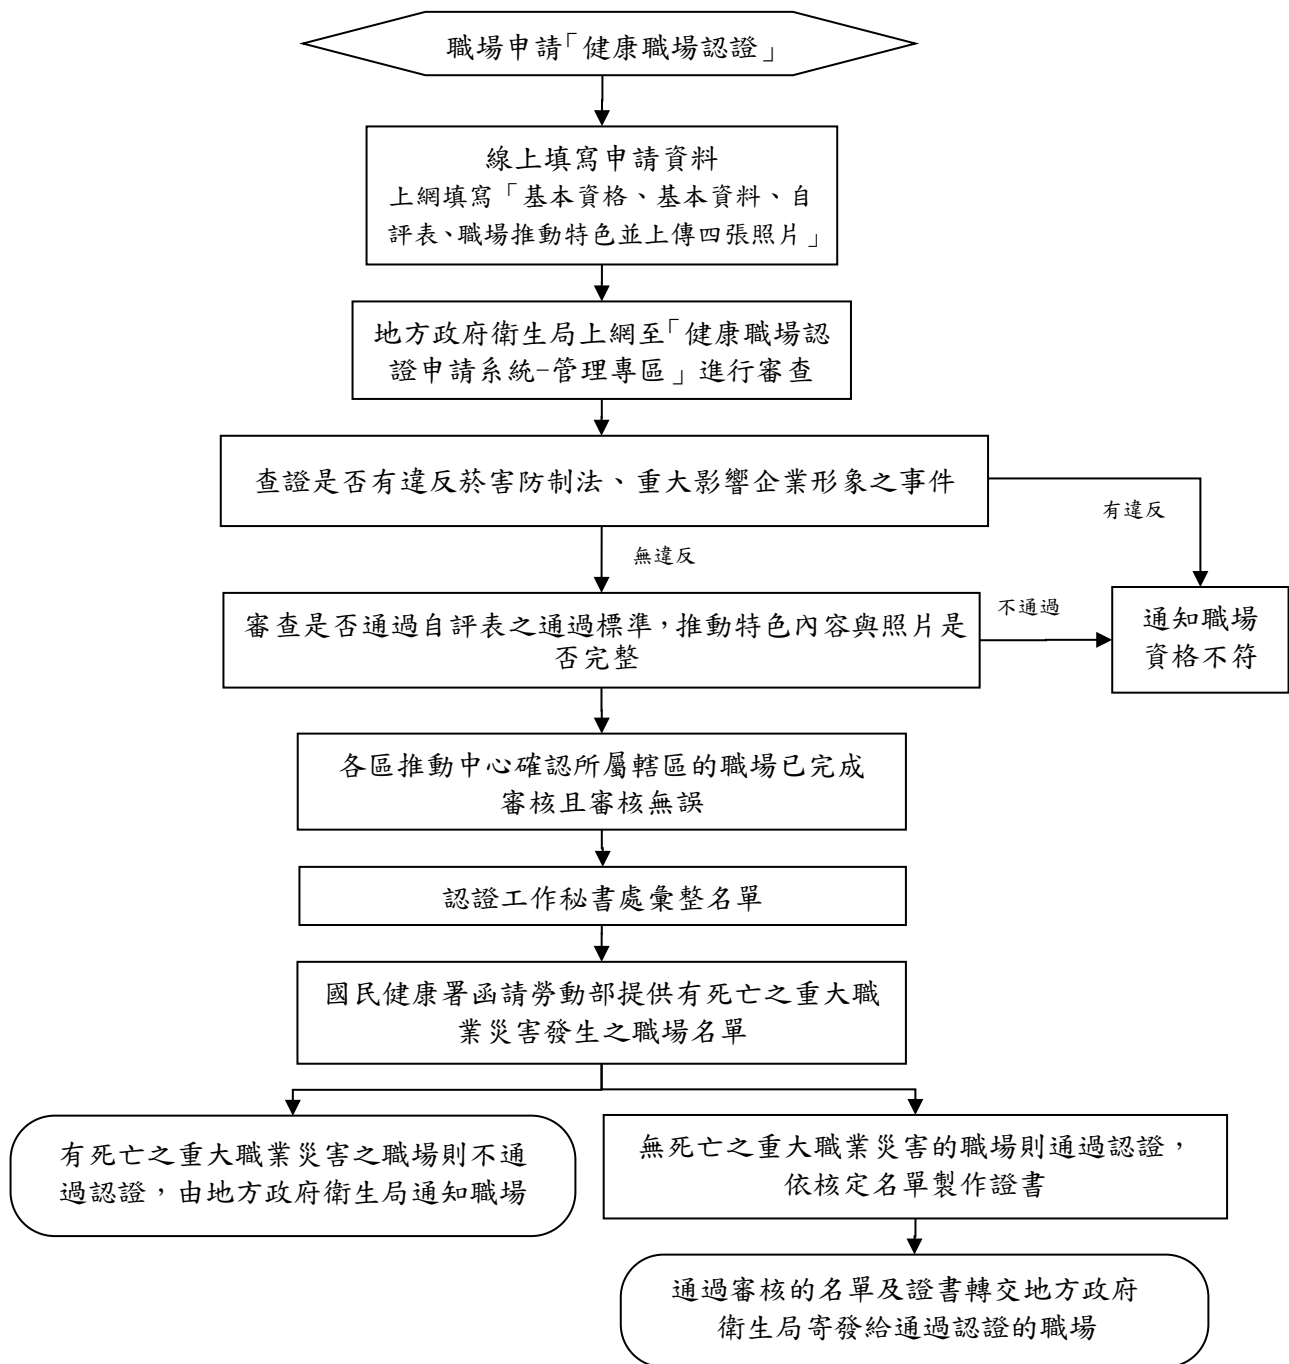 職場申請「健康職場認證」
線上填寫申請資料
上網填寫「基本資格、基本資料、自
評表、職場推動特色並上傳四張照片」
地方政府衛生局上網至「健康職場認
證申請系統-管理專區」進行審查
查證是否有違反菸害防制法、重大影響企業形象之事件
有違反
無違反
審查是否通過自評表之通過標準，推動特色內容與照片是
否完整
不通過
通知職場
資格不符
各區推動中心確認所屬轄區的職場已完成
審核且審核無誤
認證工作秘書處彙整名單
國民健康署函請勞動部提供有死亡之重大職
業災害發生之職場名單
有死亡之重大職業災害之職場則不通
過認證，由地方政府衛生局通知職場
無死亡之重大職業災害的職場則通過認證，
依核定名單製作證書
通過審核的名單及證書轉交地方政府
衛生局寄發給通過認證的職場